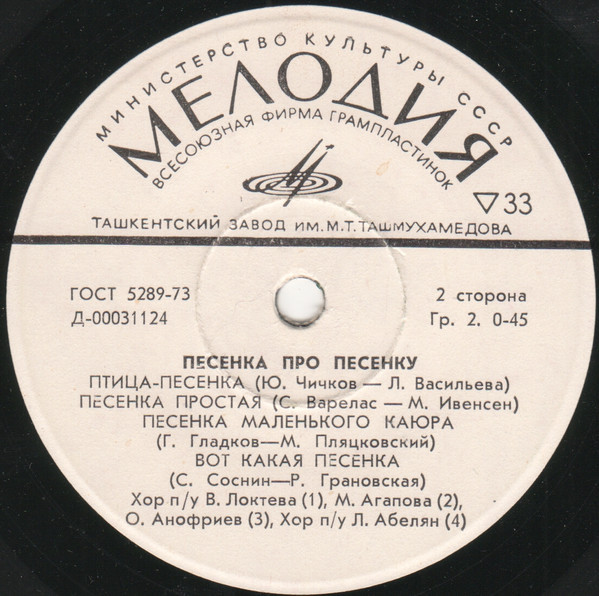 МИНИСТЕРСТВО КУЛЬТУРЫ СССР
МЕЛОДИЯ
ВСЕСОЮЗНАЯ ФИРМА ГРАМПЛАСТИНОК
▽33
ТАШКЕНТСКИЙ ЗАВОД ИМ.М.Т.ТАШМУХАМЕДОВА
ГОСТ 5289-73
Д-00031124
2 сторона
Гр. 2. 0-45
ПЕСЕНКА ПРО ПЕСЕНКУ
ПТИЦА-ПЕСЕНКА (Ю. Чичков — Л. Васильева)
ПЕСЕНКА ПРОСТАЯ (С. Варелас — М. Ивенсен)
ПЕСЕНКА МАЛЕНЬКОГО КАЮРА
(Г. Гладков—М. Пляцковский)
ВОТ КАКАЯ ПЕСЕНКА
(С. Соснин—Р. Грановская)
Хор п/у В. Локтева (1), М. Агапова (2),
О. Анофриев (3), Хор п/у Л. Абелян (4)